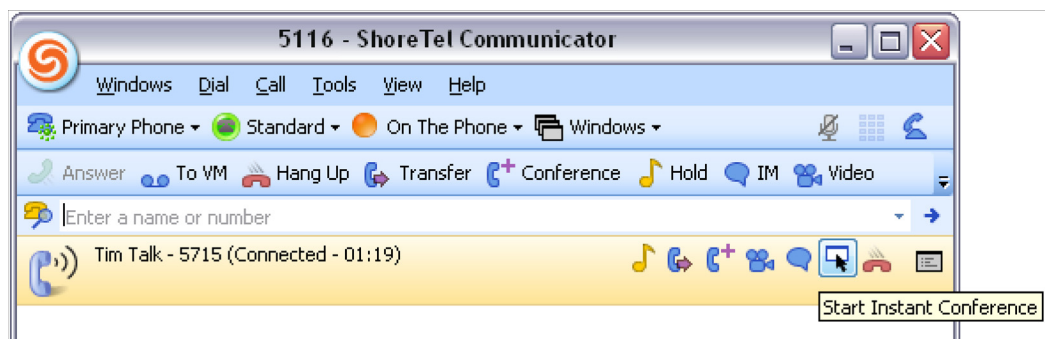 5116 - ShoreTel Communicator
Windows Dial Call Tools View Help
Primary Phone Standard On The Phone Windows
Answer To VM Hang Up Transfer Conference Hold IM Video
Enter a name or number
Tim Talk - 5715 (Connected - 01:19)
Start Instant Conference